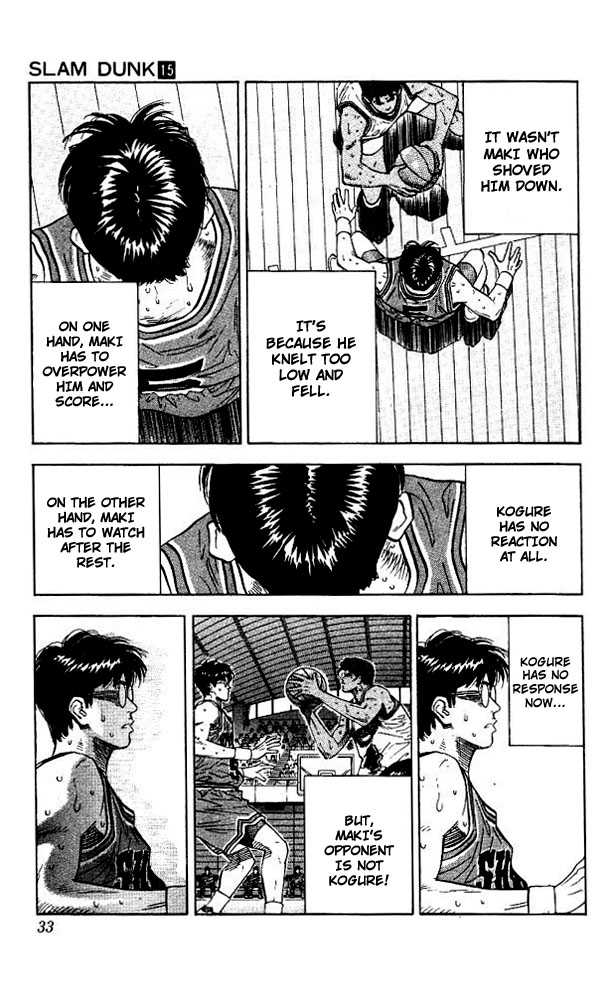 SLAM DUNK 15
IT WASN'T
MAKI WHO
SHOVED
HIM DOWN.
IT'S
BECAUSE HE
KNELT TOO
LOW AND
FELL.
ON ONE
HAND, MAKI
HAS TO
OVERPOWER
HIM AND
SCORE...
KOGURE
HAS NO
REACTION
AT ALL.
ON THE OTHER
HAND, MAKI
HAS TO WATCH
AFTER THE
REST.
KOGURE
HAS NO
RESPONSE
NOW...
SH
BUT,
MAKI'S
OPPONENT
IS NOT
KOGURE!
SH
33